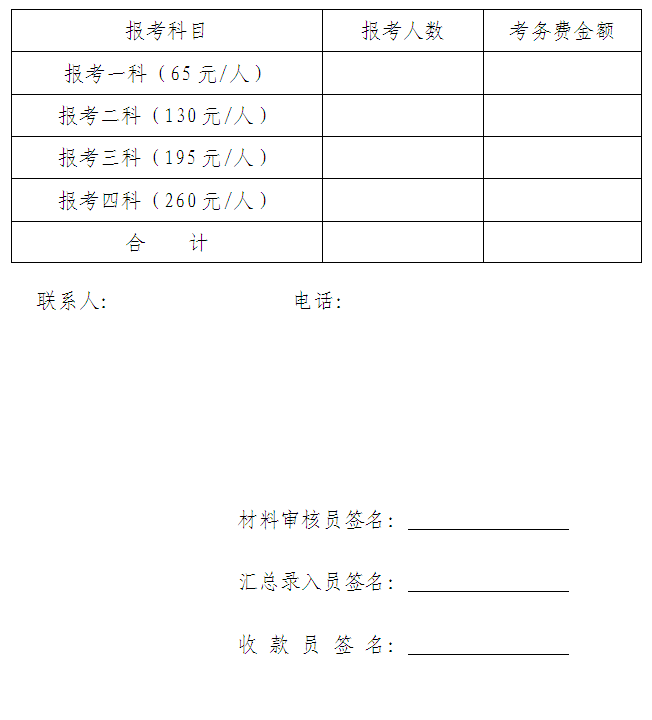 报考科目 报考人数 考务费金额
报考一科（65元/人）
报考二科（130元/人）
报考三科（195元/人）
报考四科（260元/人）
合 计
联系人: 电话:
材料审核员签名:
汇总录入员签名:
收 款 员 签 名: